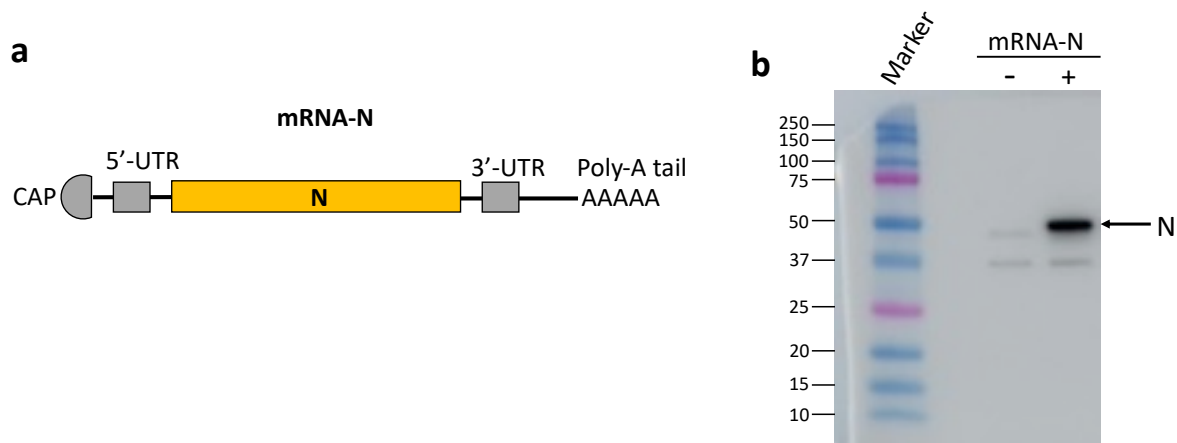 a
mRNA-N
5’-UTR
3’-UTR
Poly-A tail
CAP
N
AAAAA
b
Marker
mRNA-N
- +
250
150
100
75
50
37
25
20
15
10
N